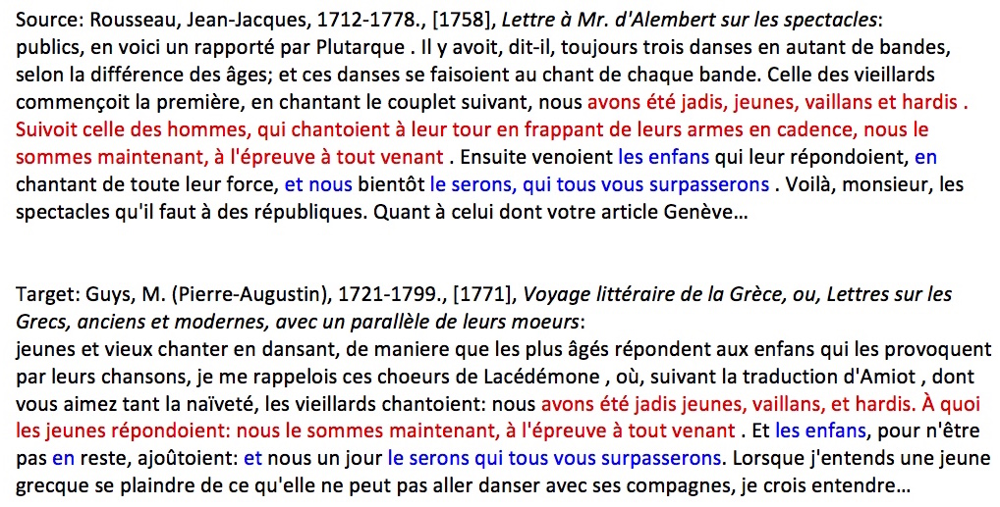 Source: Rousseau, Jean-Jacques, 1712-1778., [1758], Lettre à Mr. d'Alembert sur les spectacles:
publics, en voici un rapporté par Plutarque . Il y avoit, dit-il, toujours trois danses en autant de bandes,
selon la différence des âges; et ces danses se faisoient au chant de chaque bande. Celle des vieillards
commençoit la première, en chantant le couplet suivant, nous avons été jadis, jeunes, vaillans et hardis .
Suivoit celle des hommes, qui chantoient à leur tour en frappant de leurs armes en cadence, nous le
sommes maintenant, à l'épreuve à tout venant . Ensuite venoient les enfans qui leur répondoient, en
chantant de toute leur force, et nous bientôt le serons, qui tous vous surpasserons . Voilà, monsieur, les
spectacles qu'il faut à des républiques. Quant à celui dont votre article Genève…
Target: Guys, M. (Pierre-Augustin), 1721-1799., [1771], Voyage littéraire de la Grèce, ou, Lettres sur les
Grecs, anciens et modernes, avec un parallèle de leurs moeurs:
jeunes et vieux chanter en dansant, de maniere que les plus âgés répondent aux enfans qui les provoquent
par leurs chansons, je me rappelois ces choeurs de Lacédémone , où, suivant la traduction d'Amiot , dont
vous aimez tant la naïveté, les vieillards chantoient: nous avons été jadis jeunes, vaillans, et hardis. À quoi
les jeunes répondoient: nous le sommes maintenant, à l'épreuve à tout venant . Et les enfans, pour n'être
pas en reste, ajoûtoient: et nous un jour le serons qui tous vous surpasserons. Lorsque j'entends une jeune
grecque se plaindre de ce qu'elle ne peut pas aller danser avec ses compagnes, je crois entendre…